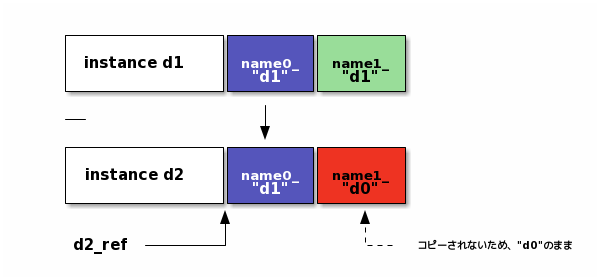 instance d1
name0_
"d1"
name1_
"d1"
instance d2
name0_
"d1"
name1_
"d0"
d2_ref
コピーされないため、"d0"のまま